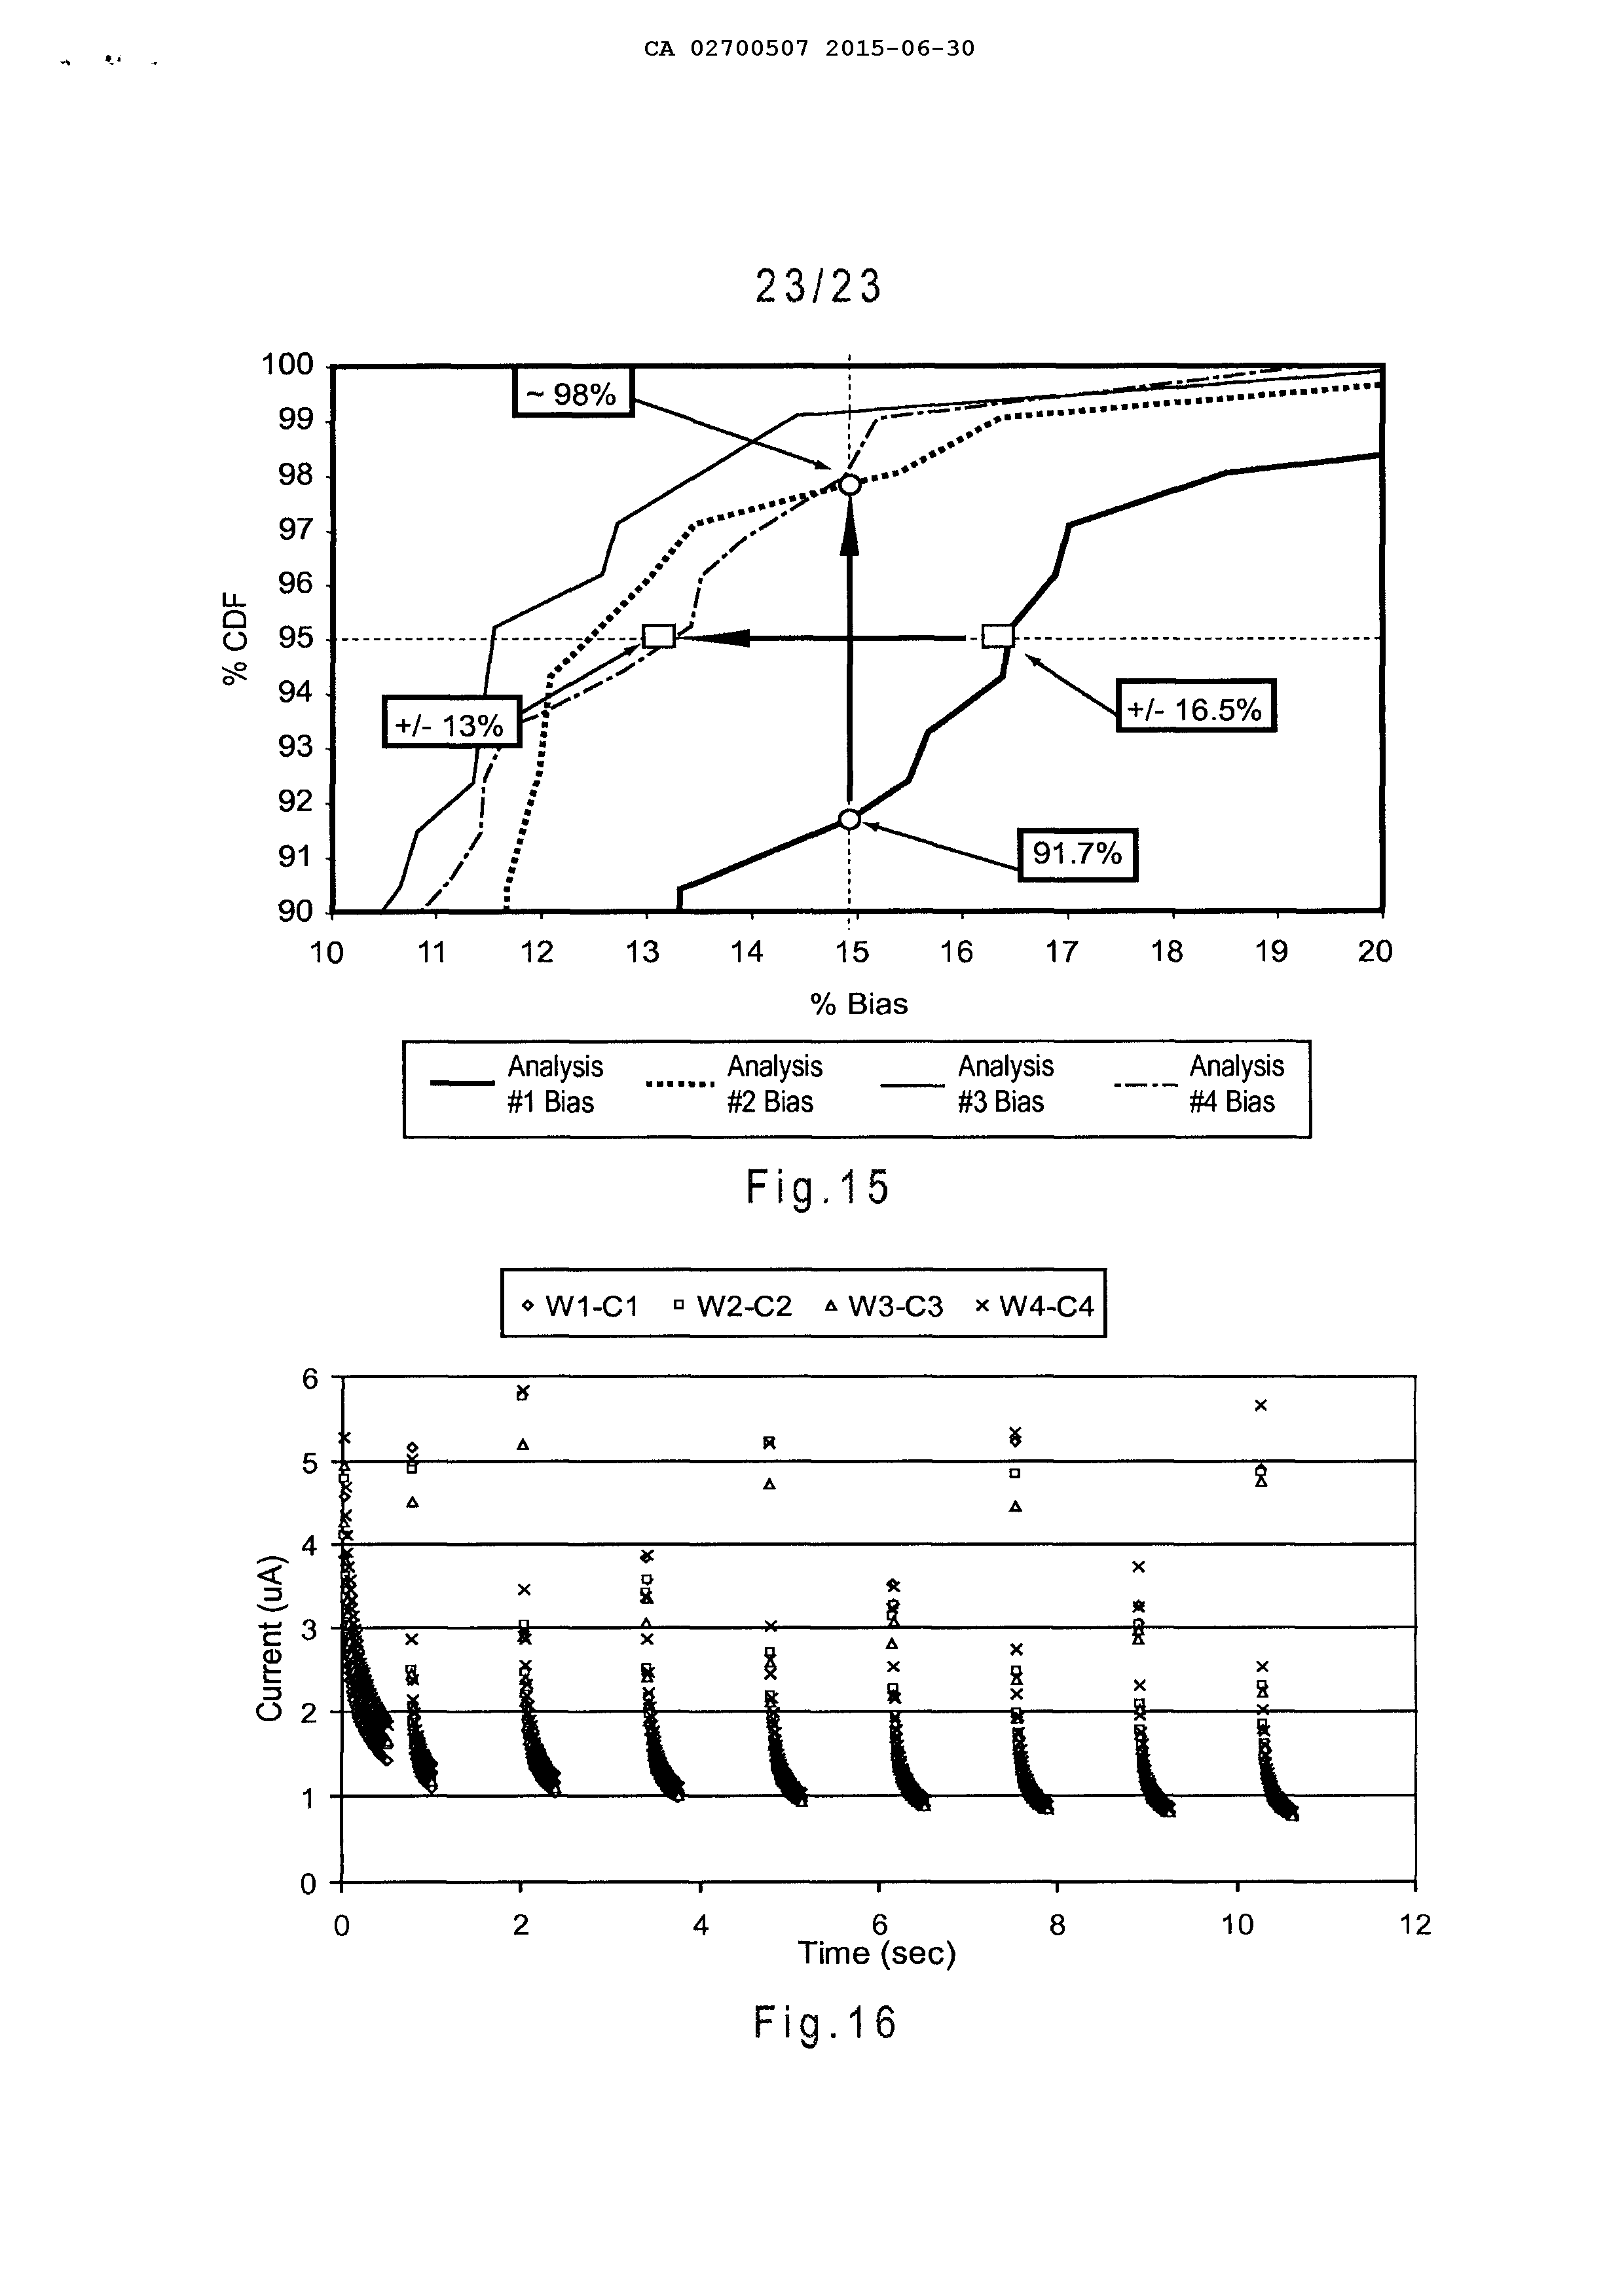 CA 02700507 2015-06-30
23/23
100
99
98
97
96
95
94
93
92
91
90
% CDF
~ 98%
+/- 13%
+/- 16.5%
91.7%
10 11 12 13 14 15 16 17 18 19 20
% Bias
Analysis #1 Bias
Analysis #2 Bias
Analysis #3 Bias
Analysis #4 Bias
Fig.15
W1-C1 W2-C2 W3-C3 W4-C4
6
5
4
3
2
1
0
Current (uA)
0 2 4 6 8 10 12
Time (sec)
Fig.16